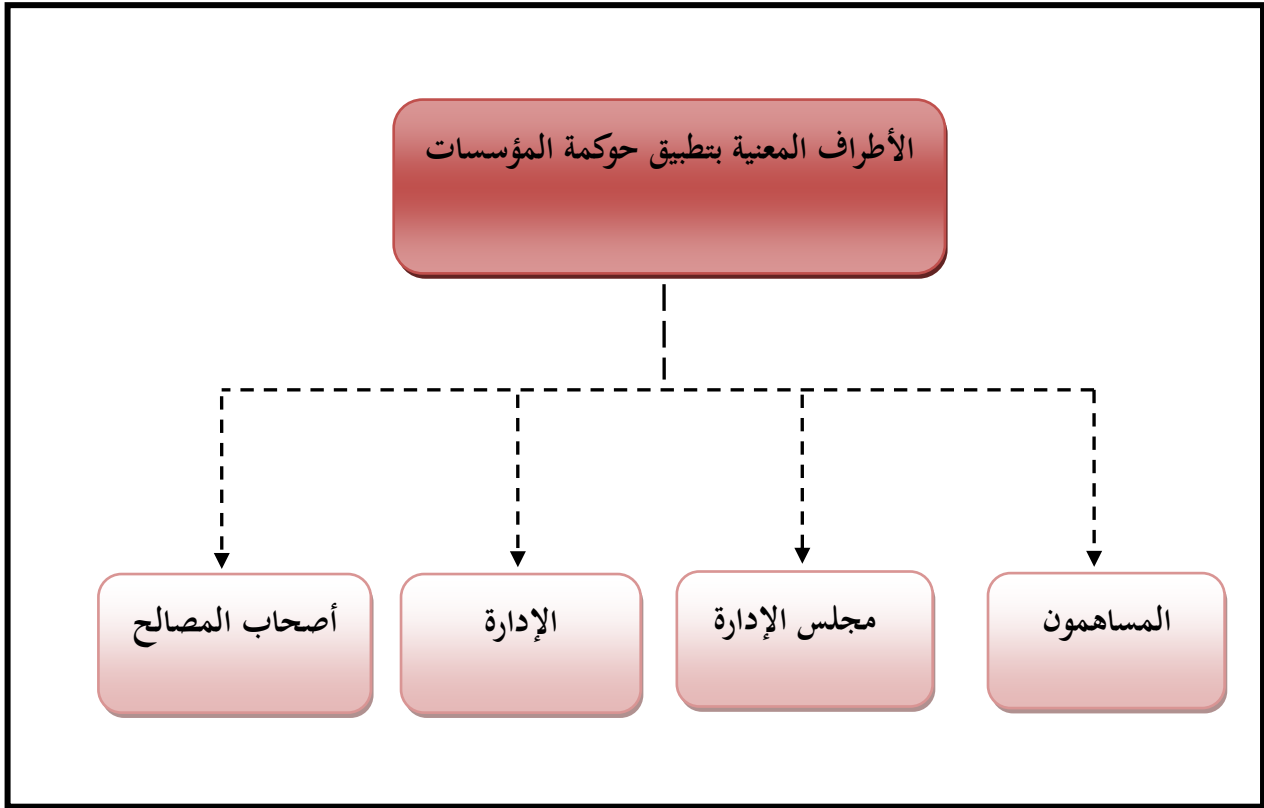 الأطراف المعنية بتطبيق حوكمة المؤسسات
المساهمون
مجلس الإدارة
الإدارة
أصحاب المصالح